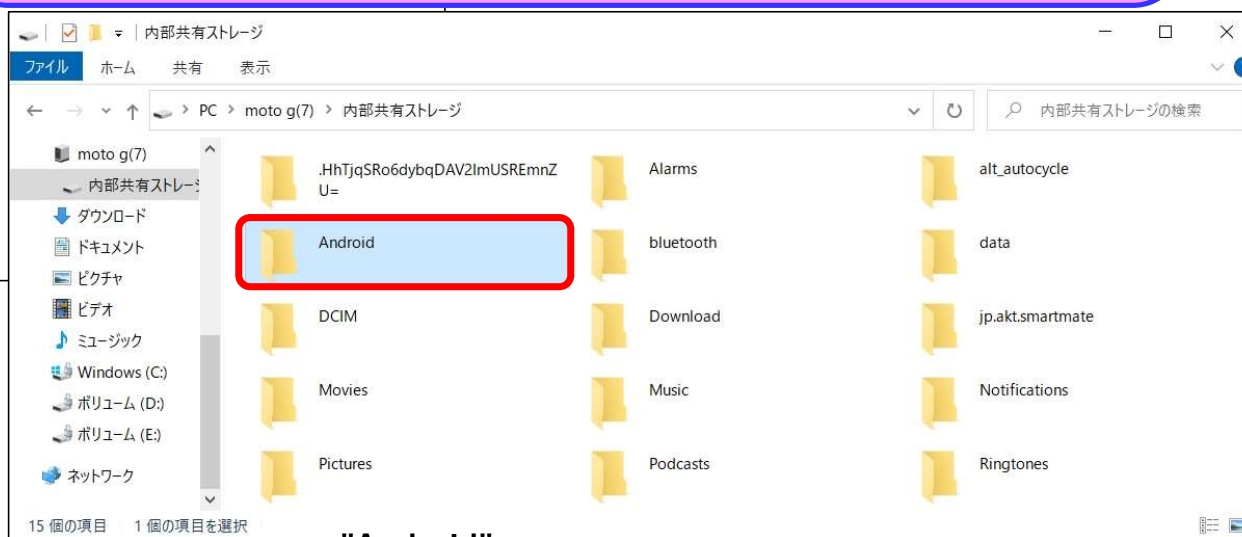 内部共有ストレージ
ファイル ホーム 共有 表示
PC > moto g(7) > 内部共有ストレージ
内部共有ストレージの検索
moto g(7)
内部共有ストレージ
ダウンロード
ドキュメント
ピクチャ
ビデオ
ミュージック
Windows (C:)
ボリューム (D:)
ボリューム (E:)
ネットワーク
.HhTjqSRo6dybqDAV2ImUSREmnZ
U=
Alarms
alt_autocycle
Android
bluetooth
data
DCIM
Download
jp.akt.smartmate
Movies
Music
Notifications
Pictures
Podcasts
Ringtones
15 個の項目 1 個の項目を選択